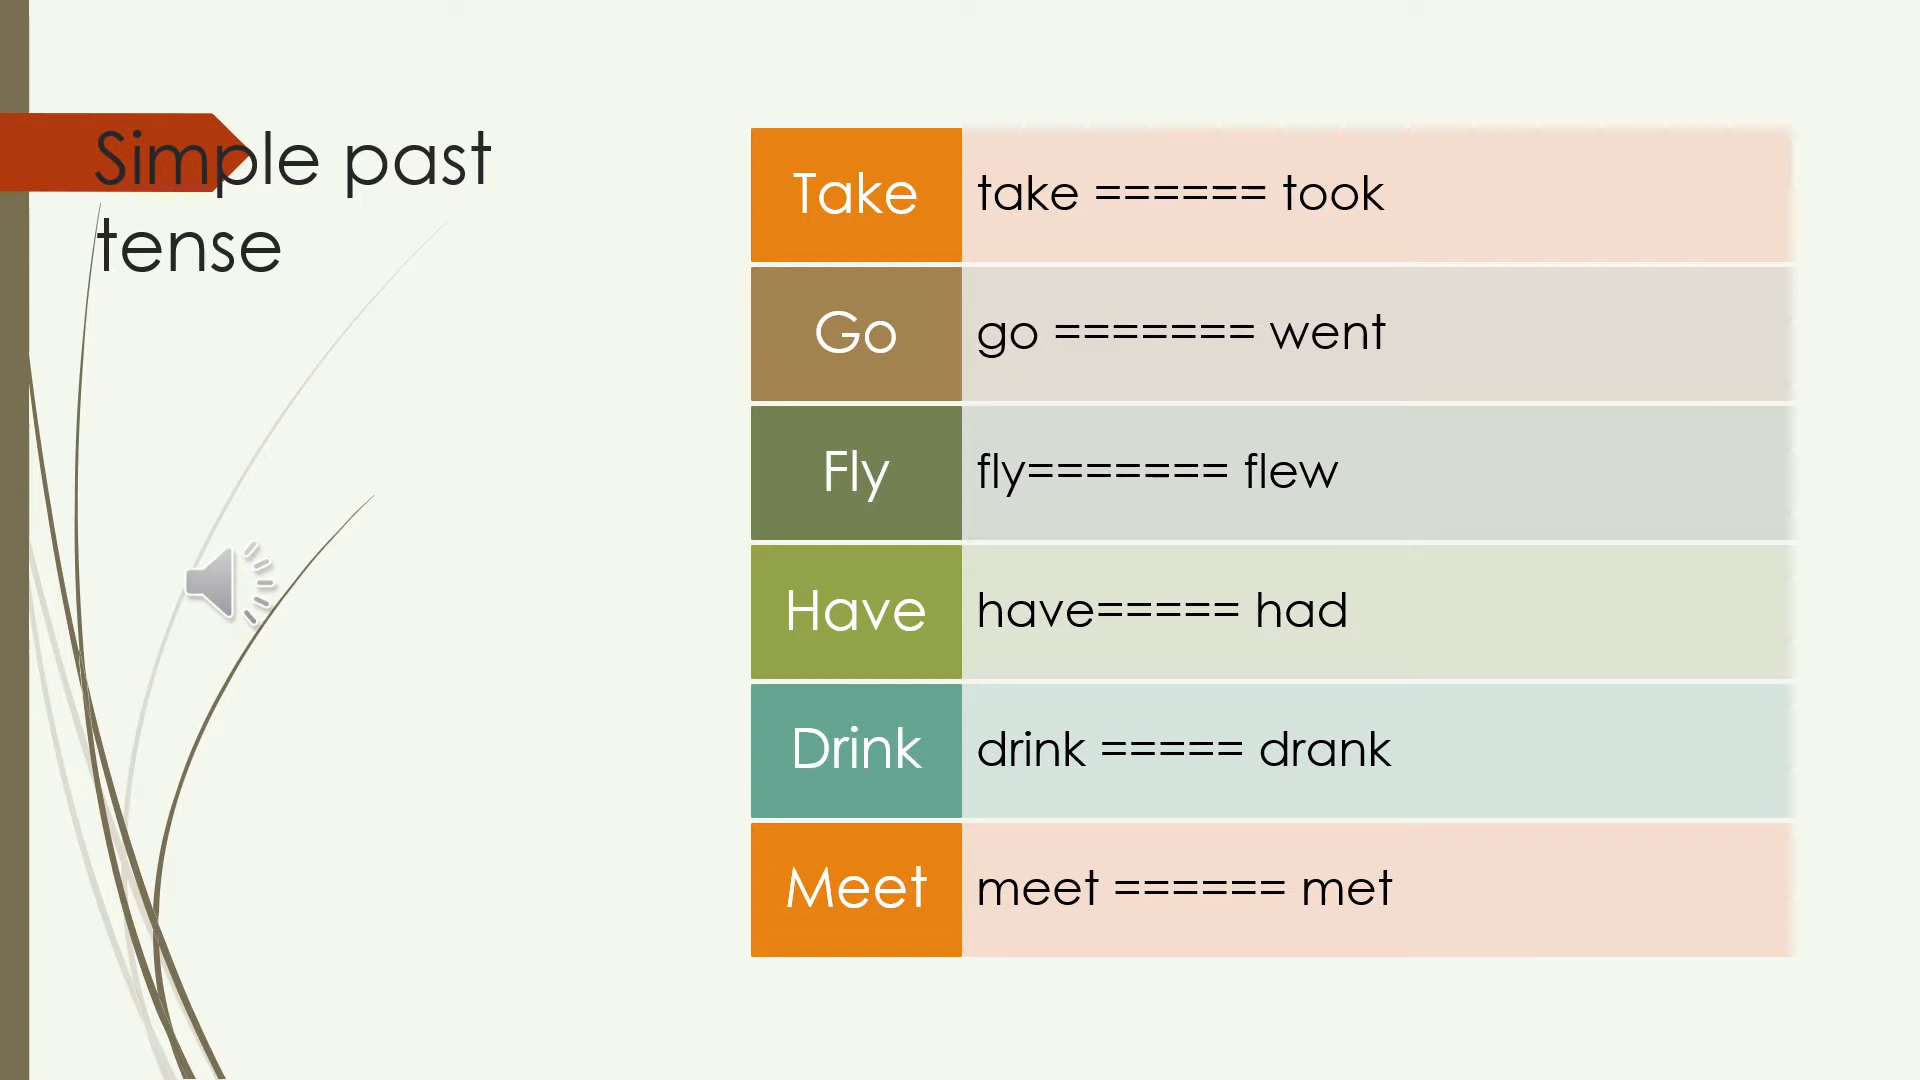 Simple past
tense
Take
take ====== took
Go
go ======= went
Fly
fly======= flew
Have
have===== had
Drink
drink ===== drank
Meet
meet ====== met